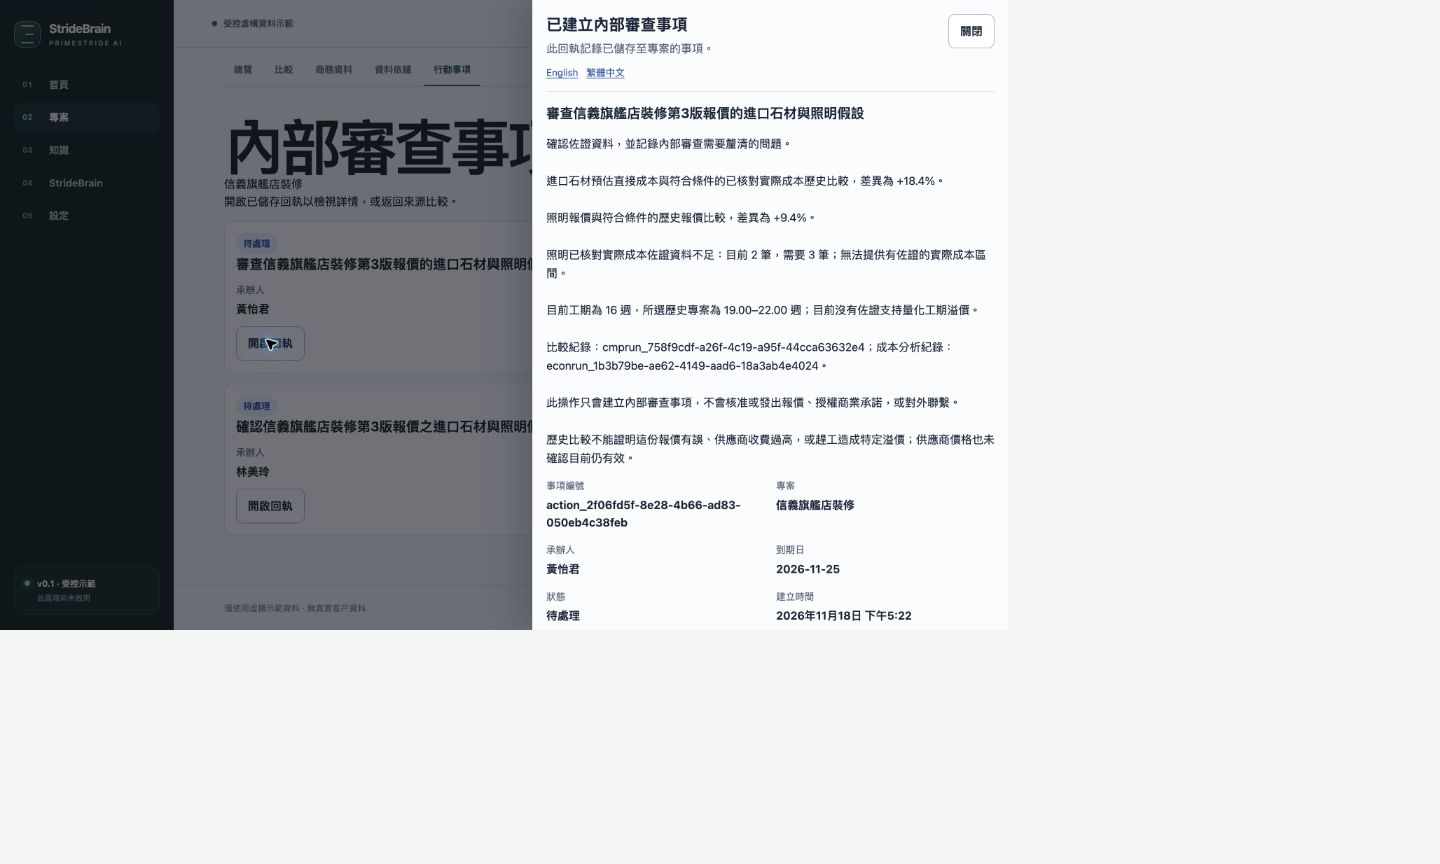 StrideBrain
PRIMESTRIDE AI
01 首頁
02 專案
03 知識
04 StrideBrain
05 設定
v0.1 · 受控示範
此區域尚未啟用
受控虛構資料示範
總覽 比較 商務資料 資料依據 行動事項
內部審查事項
信義旗艦店裝修
開啟已儲存回執以檢視詳情，或返回來源比較。
待處理
審查信義旗艦店裝修第3版報價的進口石材與照明
承辦人
黃怡君
開啟回執
待處理
確認信義旗艦店裝修第3版報價之進口石材與照明
承辦人
林美玲
開啟回執
僅使用虛構示範資料 · 無真實客戶資料
已建立內部審查事項
關閉
此回執記錄已儲存至專案的事項。
English 繁體中文
審查信義旗艦店裝修第3版報價的進口石材與照明假設
確認佐證資料，並記錄內部審查需要釐清的問題。
進口石材預估直接成本與符合條件的已核對實際成本歷史比較，差異為 +18.4%。
照明報價與符合條件的歷史報價比較，差異為 +9.4%。
照明已核對實際成本佐證資料不足：目前 2 筆，需要 3 筆；無法提供有佐證的實際成本區
間。
目前工期為 16 週，所選歷史專案為 19.00–22.00 週；目前沒有佐證支持量化工期溢價。
比較紀錄：cmprun_758f9cdf-a26f-4c19-a95f-44cca63632e4；成本分析紀錄：
econrun_1b3b79be-ae62-4149-aad6-18a3ab4e4024。
此操作只會建立內部審查事項，不會核准或發出報價、授權商業承諾，或對外聯繫。
歷史比較不能證明這份報價有誤、供應商收費過高，或趕工造成特定溢價；供應商價格也未
確認目前仍有效。
事項編號
action_2f06fd5f-8e28-4b66-ad83-
050eb4c38feb
專案
信義旗艦店裝修
承辦人
黃怡君
到期日
2026-11-25
狀態
待處理
建立時間
2026年11月18日 下午5:22